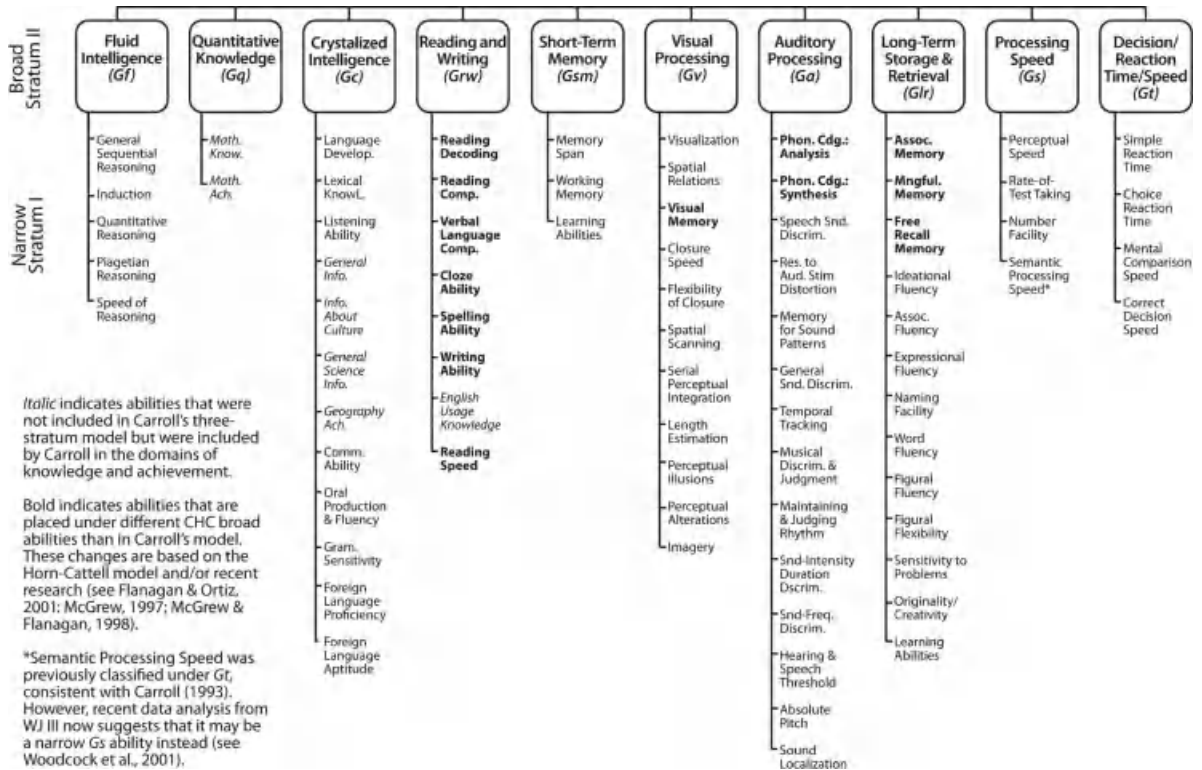 Broad
Stratum II
Fluid
Intelligence
(Gf)
Quantitative
Knowledge
(Gq)
Crystalized
Intelligence
(Gc)
Reading and
Writing
(Grw)
Short-Term
Memory
(Gsm)
Visual
Processing
(Gv)
Auditory
Processing
(Ga)
Long-Term
Storage &
Retrieval
(Glr)
Processing
Speed
(Gs)
Decision/
Reaction
Time/Speed
(Gt)
Narrow
Stratum I
General
Sequential
Reasoning
Induction
Quantitative
Reasoning
Piagetian
Reasoning
Speed of
Reasoning
Math.
Know.
Math.
Ach.
Language
Develop.
Lexical
Knowl.
Listening
Ability
General
Info.
Info.
About
Culture
General
Science
Info.
Geography
Ach.
Comm.
Ability
Oral
Production
& Fluency
Gram.
Sensitivity
Foreign
Language
Proficiency
Foreign
Language
Aptitude
Reading
Decoding
Reading
Comp.
Verbal
Language
Comp.
Cloze
Ability
Spelling
Ability
Writing
Ability
English
Usage
Knowledge
Reading
Speed
Memory
Span
Working
Memory
Learning
Abilities
Visualization
Spatial
Relations
Visual
Memory
Closure
Speed
Flexibility
of Closure
Spatial
Scanning
Serial
Perceptual
Integration
Length
Estimation
Perceptual
Illusions
Perceptual
Alterations
Imagery
Phon. Cdg.:
Analysis
Phon. Cdg.:
Synthesis
Speech Snd.
Discrim.
Res. to
Aud. Stim
Distortion
Memory
for Sound
Patterns
General
Snd. Discrim.
Temporal
Tracking
Musical
Discrim. &
Judgment
Maintaining
& Judging
Rhythm
Snd-Intensity
Duration
Dscrim.
Snd-Freq.
Discrim.
Hearing &
Speech
Threshold
Absolute
Pitch
Sound
Localization
Assoc.
Memory
Mngful.
Memory
Free
Recall
Memory
Ideational
Fluency
Assoc.
Fluency
Expressional
Fluency
Naming
Facility
Word
Fluency
Figural
Fluency
Figural
Flexibility
Sensitivity to
Problems
Originality/
Creativity
Learning
Abilities
Perceptual
Speed
Rate-of-
Test Taking
Number
Facility
Semantic
Processing
Speed*
Simple
Reaction
Time
Choice
Reaction
Time
Mental
Comparison
Speed
Correct
Decision
Speed
Italic indicates abilities that were
not included in Carroll's three-
stratum model but were included
by Carroll in the domains of
knowledge and achievement.
Bold indicates abilities that are
placed under different CHC broad
abilities than in Carroll's model.
These changes are based on the
Horn-Cattell model and/or recent
research (see Flanagan & Ortiz,
2001: McGrew, 1997; McGrew &
Flanagan, 1998).
*Semantic Processing Speed was
previously classified under Gt,
consistent with Carroll (1993).
However, recent data analysis from
WJ III now suggests that it may be
a narrow Gs ability instead (see
Woodcock et al., 2001).